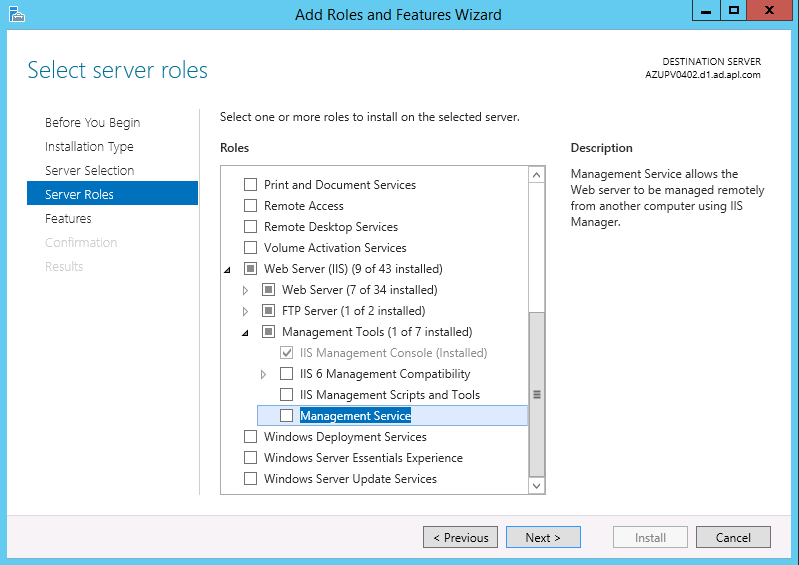 Add Roles and Features Wizard
Select server roles
DESTINATION SERVER
AZUPV0402.d1.ad.apl.com
Before You Begin
Installation Type
Server Selection
Server Roles
Features
Confirmation
Results
Select one or more roles to install on the selected server.
Roles
Print and Document Services
Remote Access
Remote Desktop Services
Volume Activation Services
Web Server (IIS) (9 of 43 installed)
Web Server (7 of 34 installed)
FTP Server (1 of 2 installed)
Management Tools (1 of 7 installed)
IIS Management Console (Installed)
IIS 6 Management Compatibility
IIS Management Scripts and Tools
Management Service
Windows Deployment Services
Windows Server Essentials Experience
Windows Server Update Services
Description
Management Service allows the
Web server to be managed remotely
from another computer using IIS
Manager.
< Previous
Next >
Install
Cancel